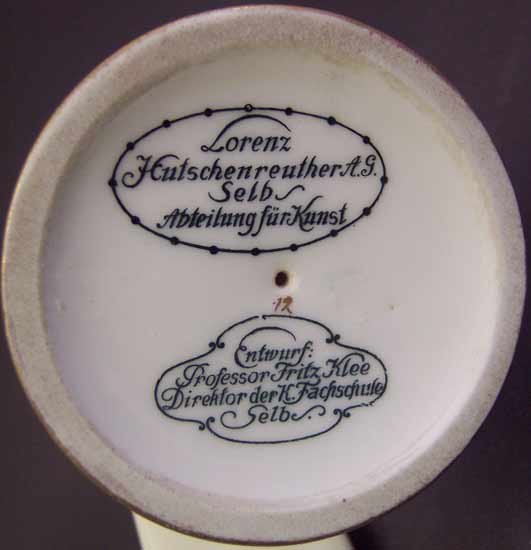 Lorenz
Hutschenreuther A.G.
Selb
Abteilung für Kunst
12
Entwurf:
Professor Fritz Klee
Direktor der K. Fachschule
Selb.